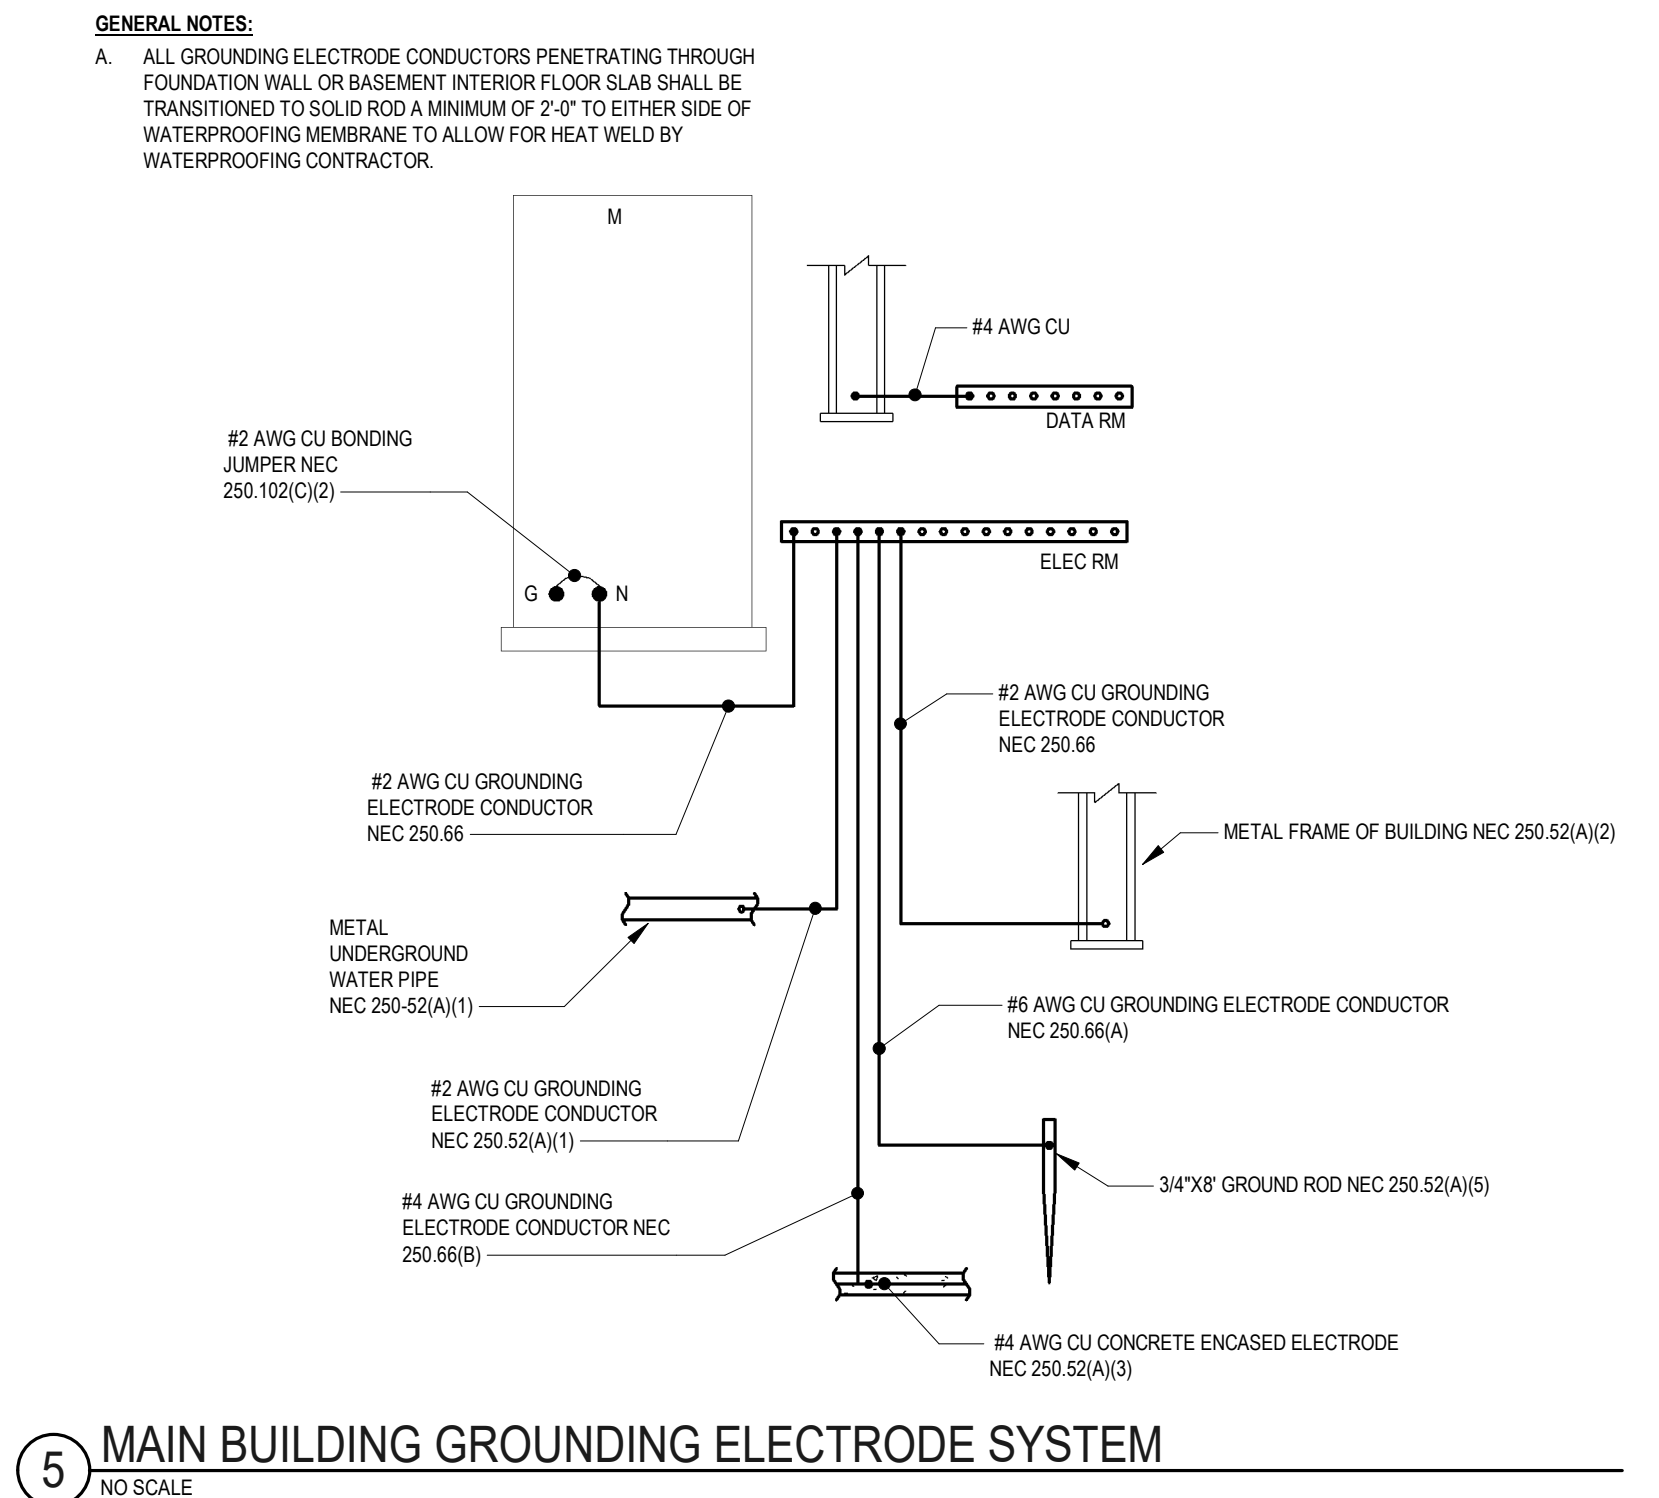 GENERAL NOTES:
A. ALL GROUNDING ELECTRODE CONDUCTORS PENETRATING THROUGH
FOUNDATION WALL OR BASEMENT INTERIOR FLOOR SLAB SHALL BE
TRANSITIONED TO SOLID ROD A MINIMUM OF 2'-0" TO EITHER SIDE OF
WATERPROOFING MEMBRANE TO ALLOW FOR HEAT WELD BY
WATERPROOFING CONTRACTOR.
M
#4 AWG CU
DATA RM
#2 AWG CU BONDING
JUMPER NEC
250.102(C)(2)
ELEC RM
G
N
#2 AWG CU GROUNDING
ELECTRODE CONDUCTOR
NEC 250.66
#2 AWG CU GROUNDING
ELECTRODE CONDUCTOR
NEC 250.66
METAL FRAME OF BUILDING NEC 250.52(A)(2)
METAL
UNDERGROUND
WATER PIPE
NEC 250-52(A)(1)
#6 AWG CU GROUNDING ELECTRODE CONDUCTOR
NEC 250.66(A)
#2 AWG CU GROUNDING
ELECTRODE CONDUCTOR
NEC 250.52(A)(1)
3/4"X8' GROUND ROD NEC 250.52(A)(5)
#4 AWG CU GROUNDING
ELECTRODE CONDUCTOR NEC
250.66(B)
#4 AWG CU CONCRETE ENCASED ELECTRODE
NEC 250.52(A)(3)
5 MAIN BUILDING GROUNDING ELECTRODE SYSTEM
NO SCALE